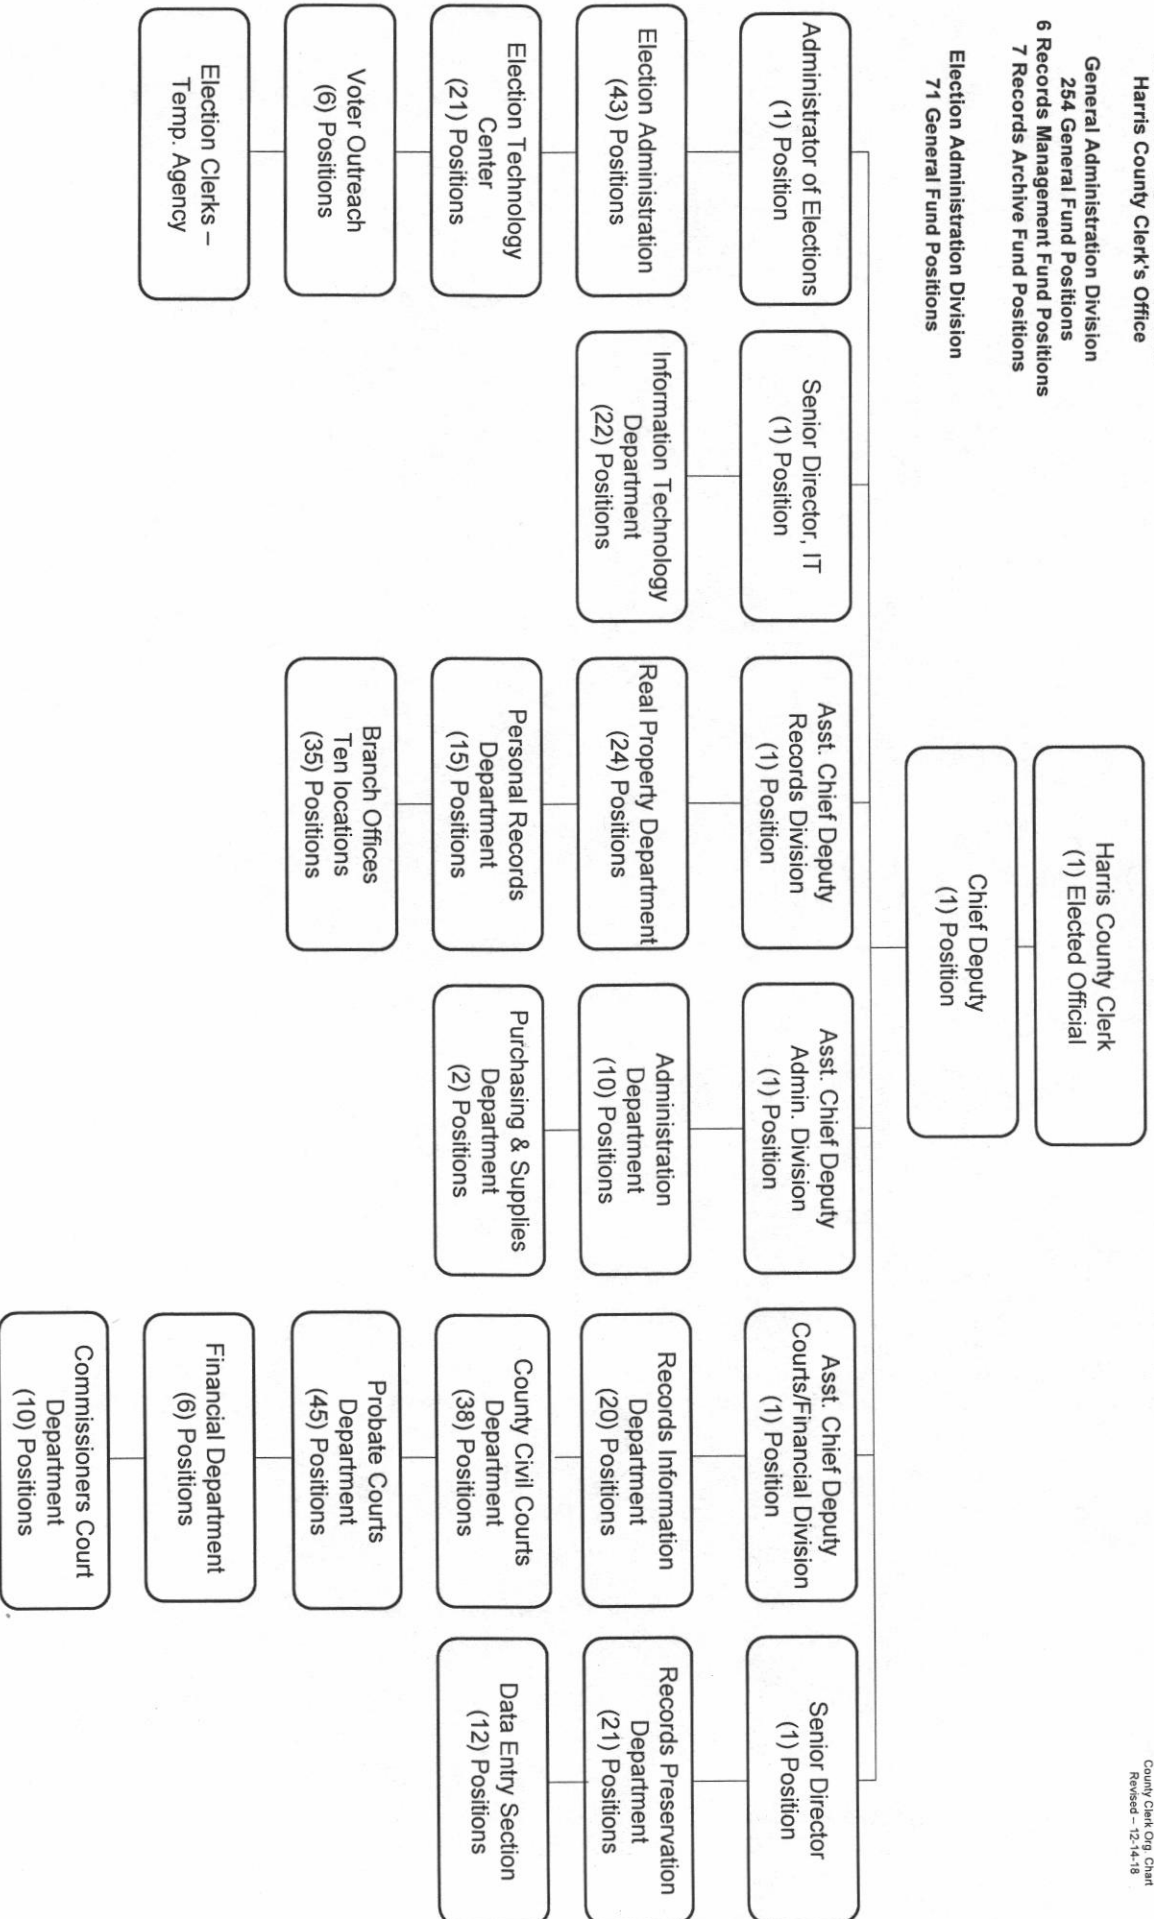 Harris County Clerk's Office
General Administration Division
254 General Fund Positions
6 Records Management Fund Positions
7 Records Archive Fund Positions
Election Administration Division
71 General Fund Positions
County Clerk Org. Chart
Revised – 12-14-18
Harris County Clerk
(1) Elected Official
Chief Deputy
(1) Position
Administrator of Elections
(1) Position
Election Administration
(43) Positions
Election Technology
Center
(21) Positions
Voter Outreach
(6) Positions
Election Clerks –
Temp. Agency
Senior Director, IT
(1) Position
Information Technology
Department
(22) Positions
Asst. Chief Deputy
Records Division
(1) Position
Real Property Department
(24) Positions
Personal Records
Department
(15) Positions
Branch Offices
Ten locations
(35) Positions
Asst. Chief Deputy
Admin. Division
(1) Position
Administration
Department
(10) Positions
Purchasing & Supplies
Department
(2) Positions
Asst. Chief Deputy
Courts/Financial Division
(1) Position
Records Information
Department
(20) Positions
County Civil Courts
Department
(38) Positions
Probate Courts
Department
(45) Positions
Financial Department
(6) Positions
Commissioners Court
Department
(10) Positions
Senior Director
(1) Position
Records Preservation
Department
(21) Positions
Data Entry Section
(12) Positions